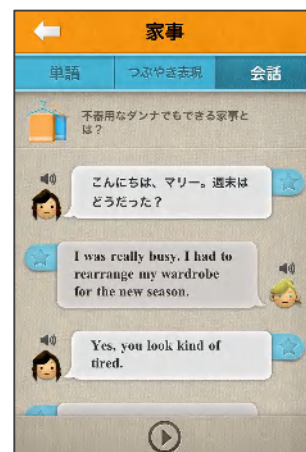 家事
単語 つぶやき表現 会話
不器用なダンナでもできる家事と
は？
こんにちは、マリー。週末は
どうだった？
I was really busy. I had to
rearrange my wardrobe
for the new season.
Yes, you look kind of
tired.